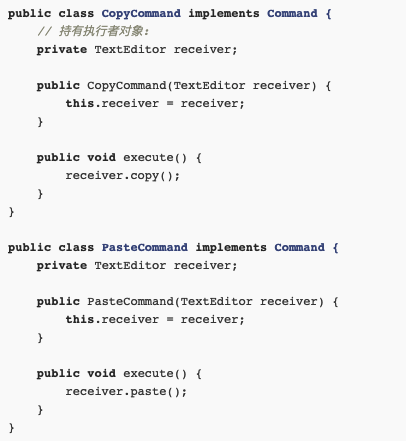 public class CopyCommand implements Command {
    // 持有执行者对象:
    private TextEditor receiver;

    public CopyCommand(TextEditor receiver) {
        this.receiver = receiver;
    }

    public void execute() {
        receiver.copy();
    }
}

public class PasteCommand implements Command {
    private TextEditor receiver;

    public PasteCommand(TextEditor receiver) {
        this.receiver = receiver;
    }

    public void execute() {
        receiver.paste();
    }
}